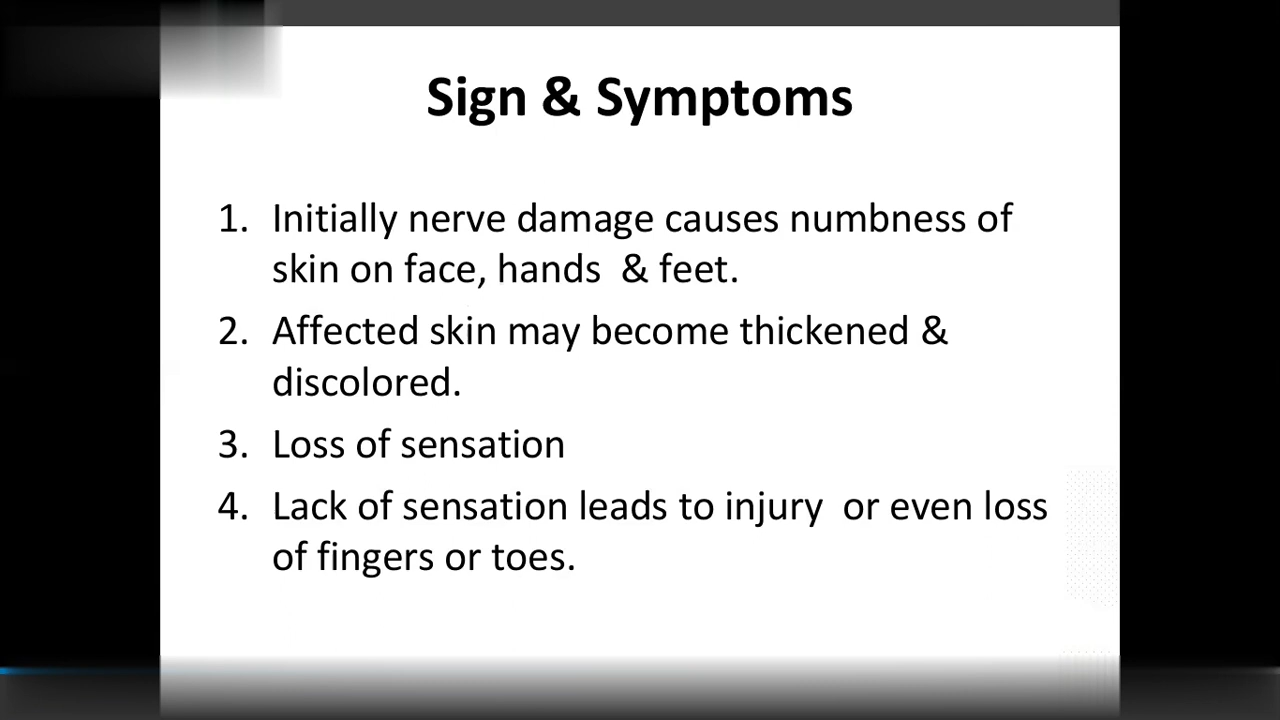 Sign & Symptoms
1. Initially nerve damage causes numbness of
skin on face, hands & feet.
2. Affected skin may become thickened &
discolored.
3. Loss of sensation
4. Lack of sensation leads to injury or even loss
of fingers or toes.